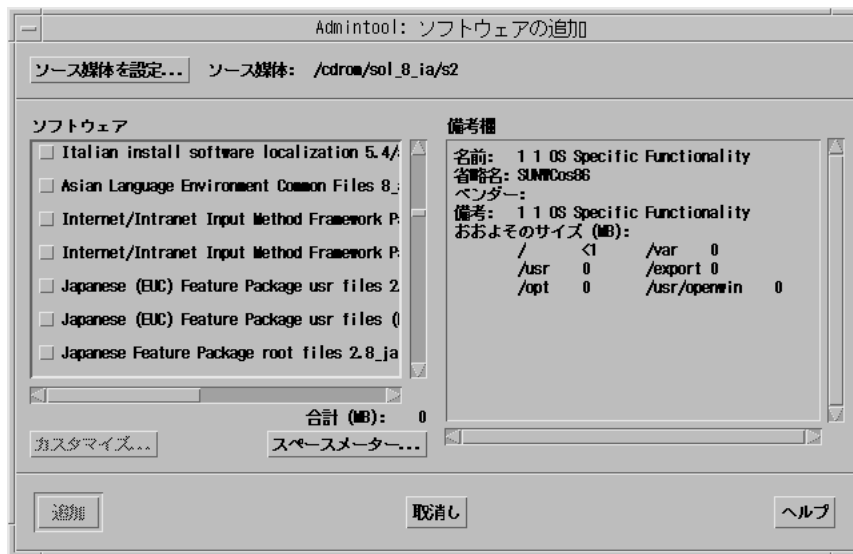 Admintool: ソフトウェアの追加
ソース媒体を設定... ソース媒体: /cdrom/sol_8_ia/s2
ソフトウェア
Italian install software localization 5.4/
Asian Language Environment Common Files 8_
Internet/Intranet Input Method Framework P
Internet/Intranet Input Method Framework P
Japanese (EUC) Feature Package usr files 2
Japanese (EUC) Feature Package usr files (
Japanese Feature Package root files 2.8_ja
合計 (MB): 0
カスタマイズ... スペースメーター...
備考欄
名前: 1 1 OS Specific Functionality
省略名: SUNWCos86
ベンダー:
備考: 1 1 OS Specific Functionality
おおよそのサイズ (MB):
/ <1 /var 0
/usr 0 /export 0
/opt 0 /usr/openwin 0
追加 取消し ヘルプ